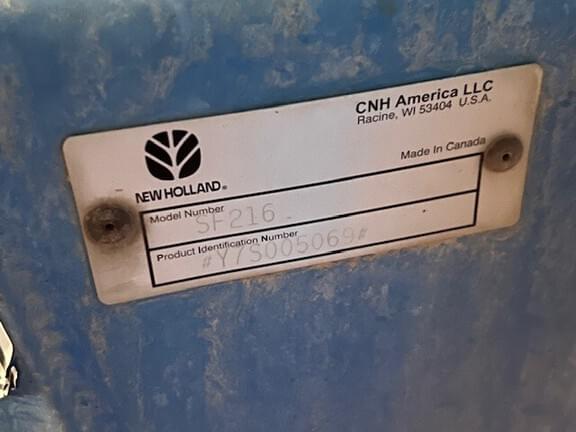 CNH America LLC
Racine, WI 53404 U.S.A.
Made In Canada
NEW HOLLAND®
Model Number
SF216
Product Identification Number
#Y7S005069#